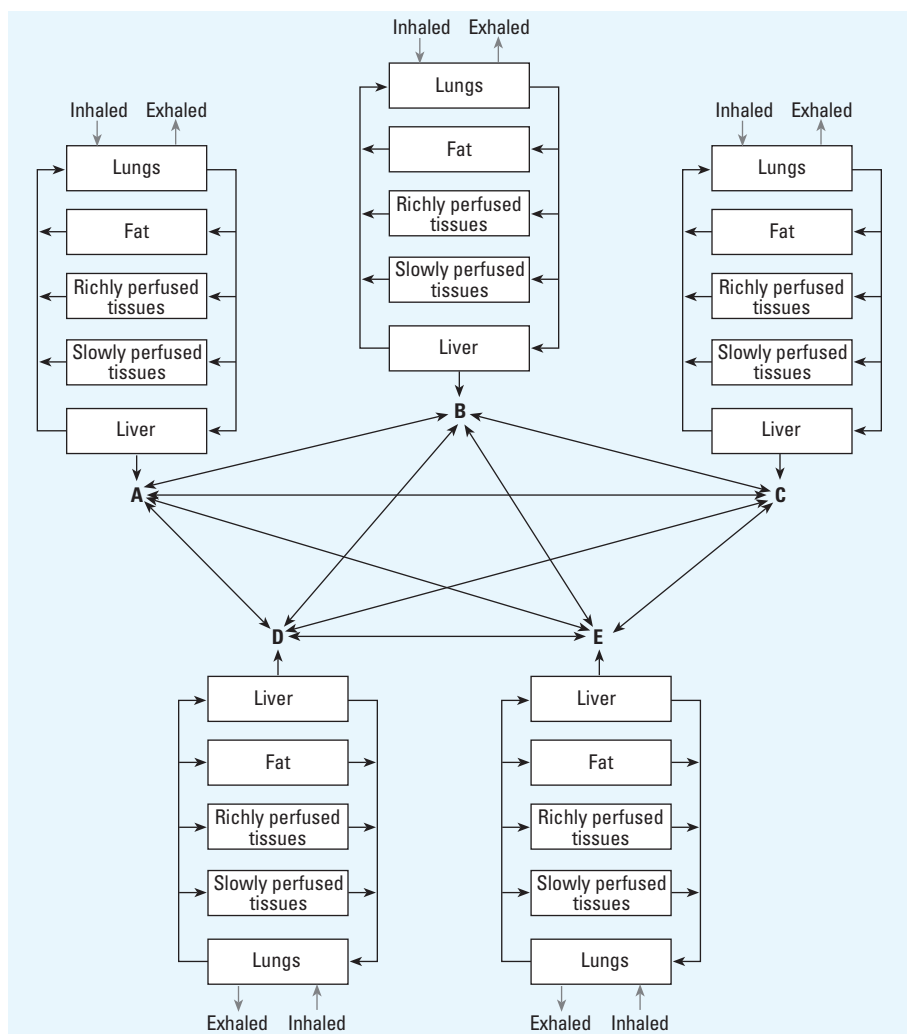 Inhaled Exhaled
Lungs
Fat
Richly perfused
tissues
Slowly perfused
tissues
Liver
A
Inhaled Exhaled
Lungs
Fat
Richly perfused
tissues
Slowly perfused
tissues
Liver
B
Inhaled Exhaled
Lungs
Fat
Richly perfused
tissues
Slowly perfused
tissues
Liver
C
D
Liver
Fat
Richly perfused
tissues
Slowly perfused
tissues
Lungs
Exhaled Inhaled
E
Liver
Fat
Richly perfused
tissues
Slowly perfused
tissues
Lungs
Exhaled Inhaled